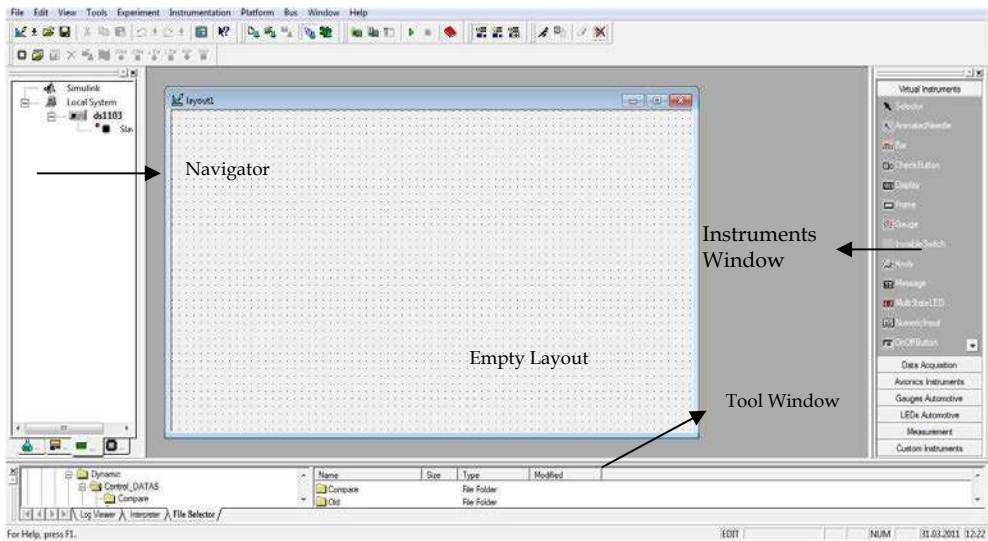 File Edit View Tools Experiment Instrumentation Platform Bus Window Help
Simulink
Local System
ds1103
Slav
layout1
Navigator
Empty Layout
Instruments
Window
Tool Window
Virtual Instruments
Selector
AnimatedNeedle
Bar
CheckButton
Display
Frame
Gauge
InvisibleSwitch
Knob
Message
MultiStateLED
NumericInput
OnOffButton
Data Acquisition
Avionics Instruments
Gauges Automotive
LEDs Automotive
Measurement
Custom Instruments
Dynamic
Control_DATAS
Compare
Name Size Type Modified
Compare File Folder
Old File Folder
Log Viewer Interpreter File Selector
For Help, press F1.
EDIT NUM 31.03.2011 12:22